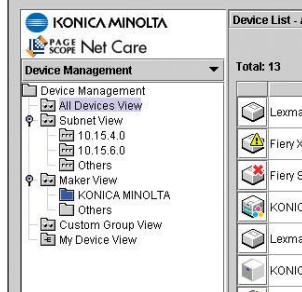 KONICA MINOLTA
PAGE SCOPE Net Care
Device Management
Device Management
All Devices View
Subnet View
10.15.4.0
10.15.6.0
Others
Maker View
KONICA MINOLTA
Others
Custom Group View
My Device View
Device List -
Total: 13
Lexma
Fiery X
Fiery S
KONIC
Lexma
KONIC